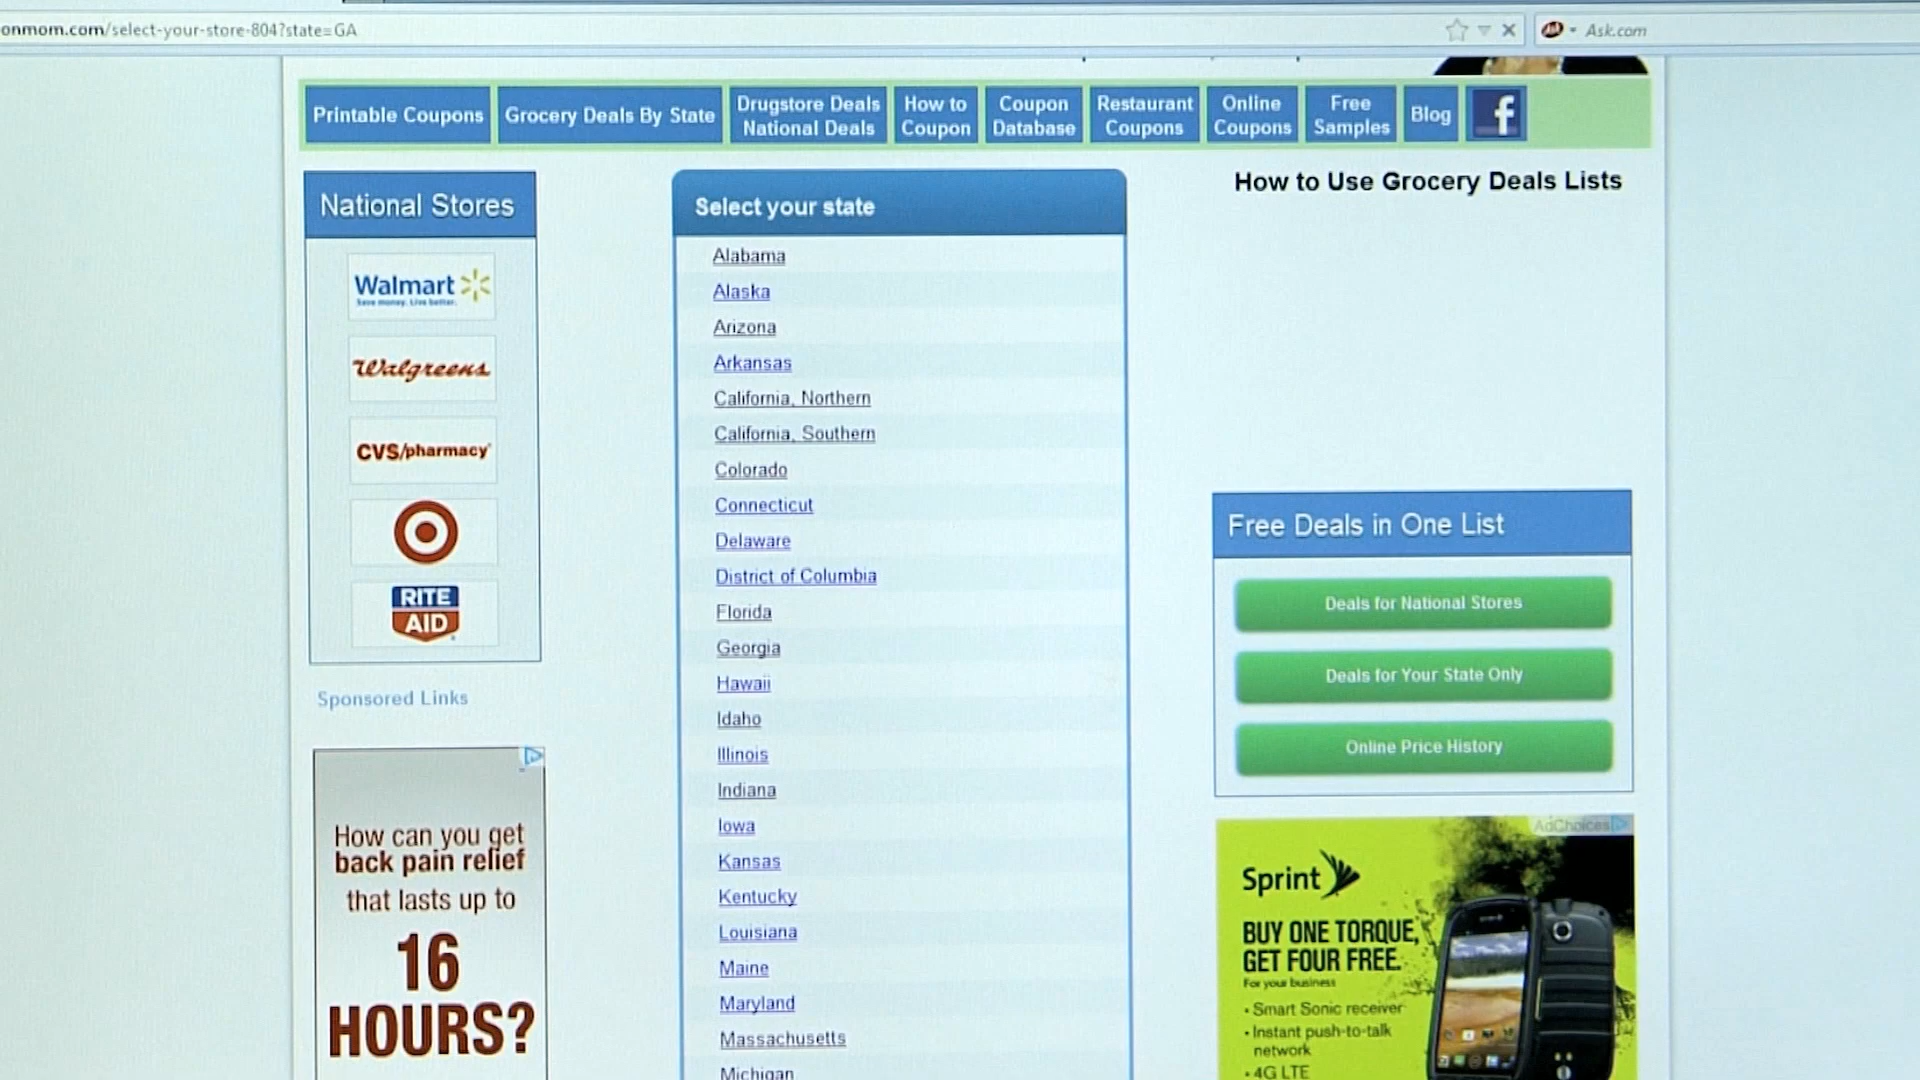 onmom.com/select-your-store-804?state=GA
Ask.com
Printable Coupons
Grocery Deals By State
Drugstore Deals
National Deals
How to
Coupon
Coupon
Database
Restaurant
Coupons
Online
Coupons
Free
Samples
Blog
f
National Stores
Walmart
Save money. Live better.
Walgreens
CVS/pharmacy
RITE
AID
Sponsored Links
How can you get
back pain relief
that lasts up to
16
HOURS?
Select your state
Alabama
Alaska
Arizona
Arkansas
California, Northern
California, Southern
Colorado
Connecticut
Delaware
District of Columbia
Florida
Georgia
Hawaii
Idaho
Illinois
Indiana
Iowa
Kansas
Kentucky
Louisiana
Maine
Maryland
Massachusetts
Michigan
How to Use Grocery Deals Lists
Free Deals in One List
Deals for National Stores
Deals for Your State Only
Online Price History
AdChoices
Sprint
BUY ONE TORQUE,
GET FOUR FREE.
For your business
• Smart Sonic receiver
• Instant push-to-talk
network
• 4G LTE